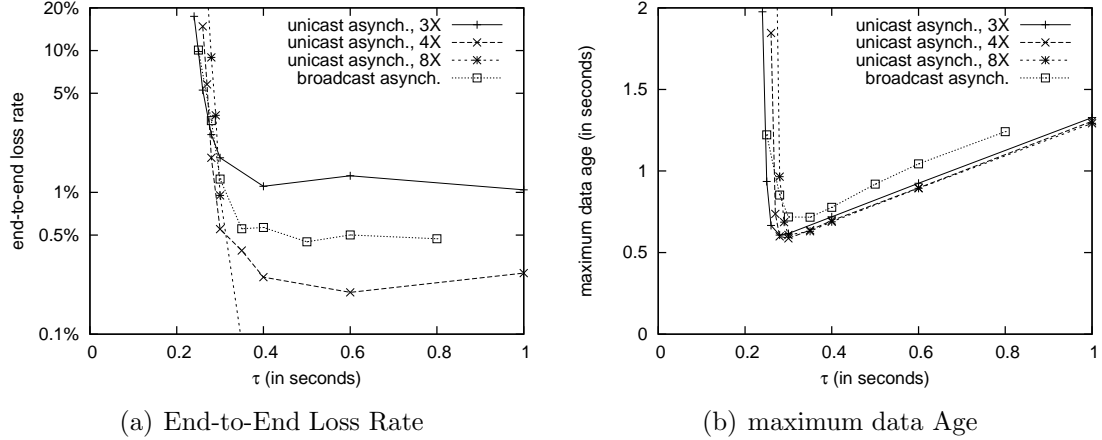 20%
10%
5%
1%
0.5%
0.1%
0
0.2
0.4
0.6
0.8
1
end-to-end loss rate
τ (in seconds)
unicast asynch., 3X
unicast asynch., 4X
unicast asynch., 8X
broadcast asynch.
(a) End-to-End Loss Rate
2
1.5
1
0.5
0
0
0.2
0.4
0.6
0.8
1
maximum data age (in seconds)
τ (in seconds)
unicast asynch., 3X
unicast asynch., 4X
unicast asynch., 8X
broadcast asynch.
(b) maximum data Age